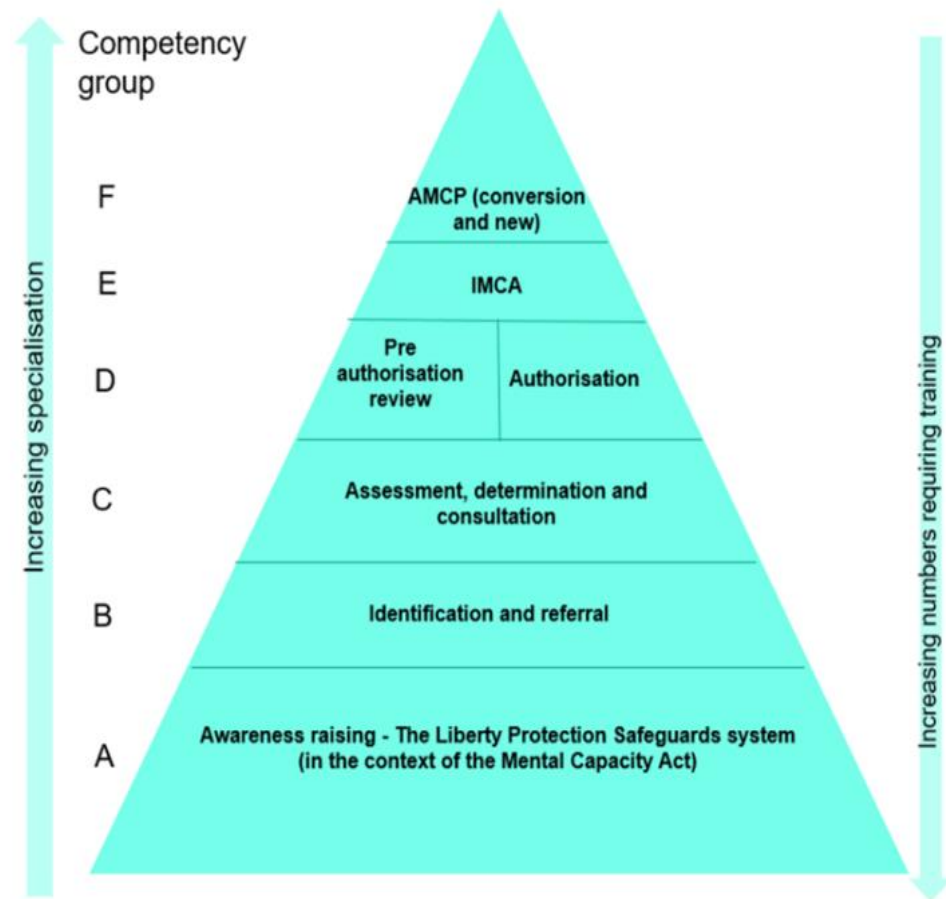 Competency
group
F
AMCP (conversion
and new)
E
IMCA
D
Pre
authorisation
review
Authorisation
C
Assessment, determination and
consultation
B
Identification and referral
A
Awareness raising - The Liberty Protection Safeguards system
(in the context of the Mental Capacity Act)
Increasing specialisation
Increasing numbers requiring training